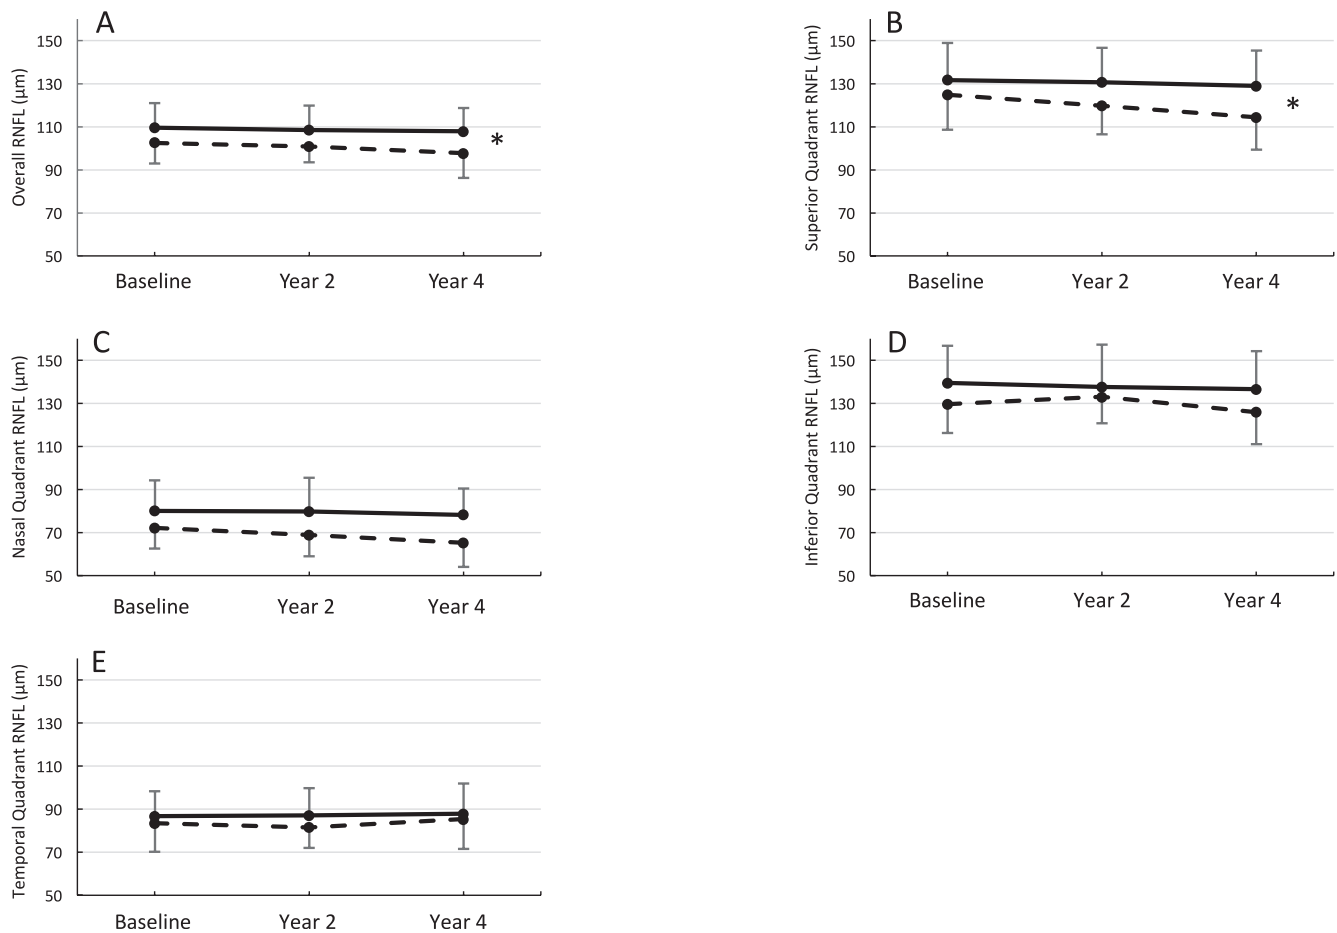 A
Overall RNFL (µm)
150
130
110
90
70
50
*
Baseline Year 2 Year 4
B
Superior Quadrant RNFL (µm)
150
130
110
90
70
50
*
Baseline Year 2 Year 4
C
Nasal Quadrant RNFL (µm)
150
130
110
90
70
50
Baseline Year 2 Year 4
D
Inferior Quadrant RNFL (µm)
150
130
110
90
70
50
Baseline Year 2 Year 4
E
Temporal Quadrant RNFL (µm)
150
130
110
90
70
50
Baseline Year 2 Year 4